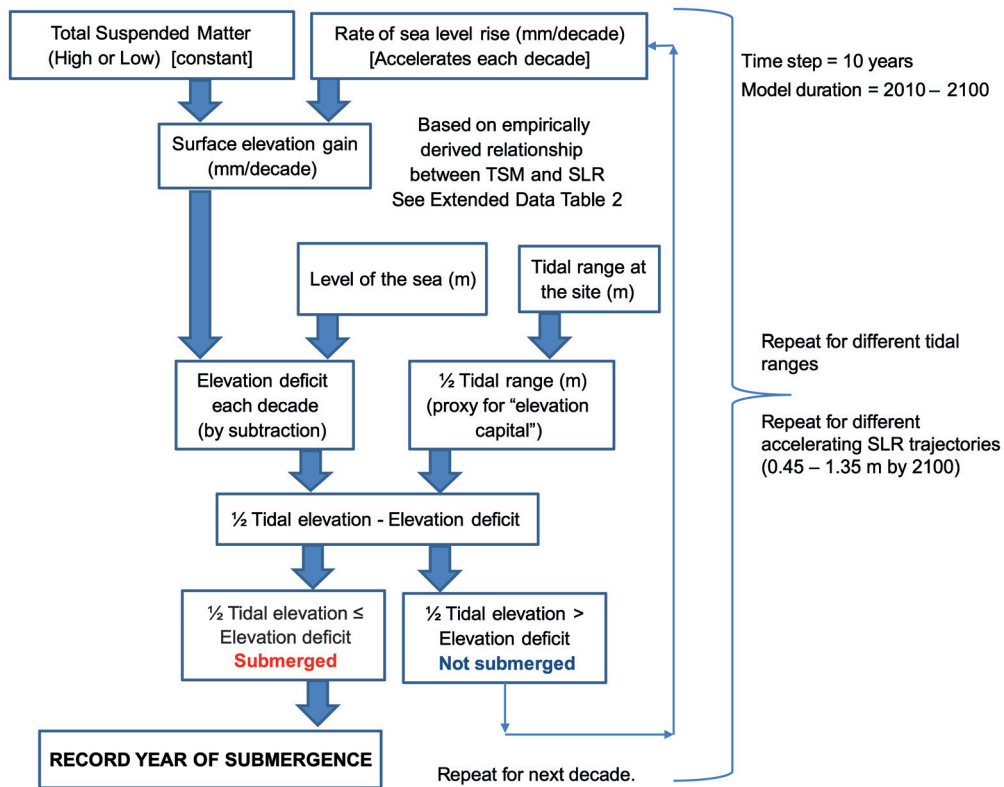 Total Suspended Matter
(High or Low) [constant]
Rate of sea level rise (mm/decade)
[Accelerates each decade]
Time step = 10 years
Model duration = 2010 – 2100
Surface elevation gain
(mm/decade)
Based on empirically
derived relationship
between TSM and SLR
See Extended Data Table 2
Level of the sea (m)
Tidal range at
the site (m)
Elevation deficit
each decade
(by subtraction)
½ Tidal range (m)
(proxy for “elevation
capital”)
Repeat for different tidal
ranges
Repeat for different
accelerating SLR trajectories
(0.45 – 1.35 m by 2100)
½ Tidal elevation - Elevation deficit
½ Tidal elevation ≤
Elevation deficit
Submerged
½ Tidal elevation >
Elevation deficit
Not submerged
RECORD YEAR OF SUBMERGENCE
Repeat for next decade.